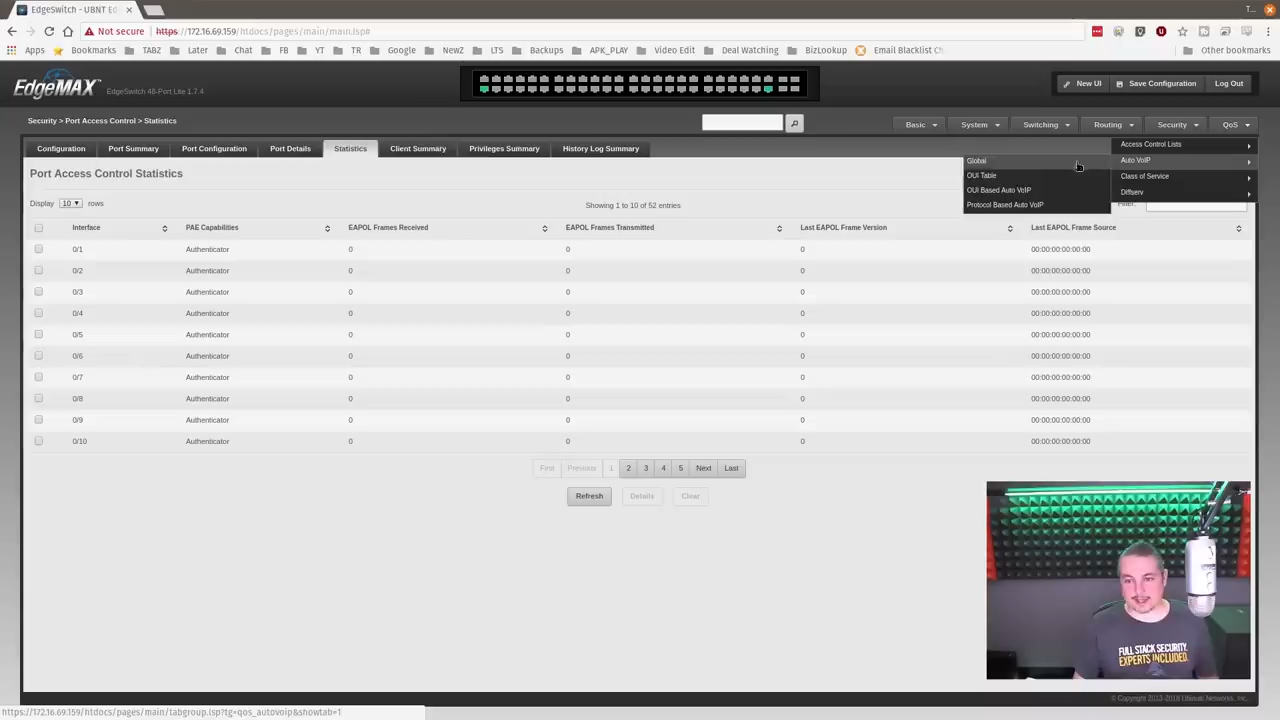 EdgeSwitch - UBNT Ed
T...
Not secure https://172.16.69.159/htdocs/pages/main/main.lsp#
Apps Bookmarks TABZ Later Chat FB YT TR Google NewZ LTS Backups APK_PLAY Video Edit Deal Watching BizLookup Email Blacklist Ch Other bookmarks
EdgeMAX EdgeSwitch 48-Port Lite 1.7.4
New UI Save Configuration Log Out
Security > Port Access Control > Statistics
Basic System Switching Routing Security QoS
Configuration Port Summary Port Configuration Port Details Statistics Client Summary Privileges Summary History Log Summary
Access Control Lists
Auto VoIP
Class of Service
Diffserv
Global
OUI Table
OUI Based Auto VoIP
Protocol Based Auto VoIP
Port Access Control Statistics
Display 10 rows
Showing 1 to 10 of 52 entries
Filter:
Interface PAE Capabilities EAPOL Frames Received EAPOL Frames Transmitted Last EAPOL Frame Version Last EAPOL Frame Source
0/1 Authenticator 0 0 0 00:00:00:00:00:00
0/2 Authenticator 0 0 0 00:00:00:00:00:00
0/3 Authenticator 0 0 0 00:00:00:00:00:00
0/4 Authenticator 0 0 0 00:00:00:00:00:00
0/5 Authenticator 0 0 0 00:00:00:00:00:00
0/6 Authenticator 0 0 0 00:00:00:00:00:00
0/7 Authenticator 0 0 0 00:00:00:00:00:00
0/8 Authenticator 0 0 0 00:00:00:00:00:00
0/9 Authenticator 0 0 0 00:00:00:00:00:00
0/10 Authenticator 0 0 0 00:00:00:00:00:00
First Previous 1 2 3 4 5 Next Last
Refresh Details Clear
FULL STACK SECURITY.
EXPERTS INCLUDED.
© Copyright 2013-2018 Ubiquiti Networks, Inc.
https://172.16.69.159/htdocs/pages/main/tabgroup.lsp?tg=qos_autovoip&showtab=1